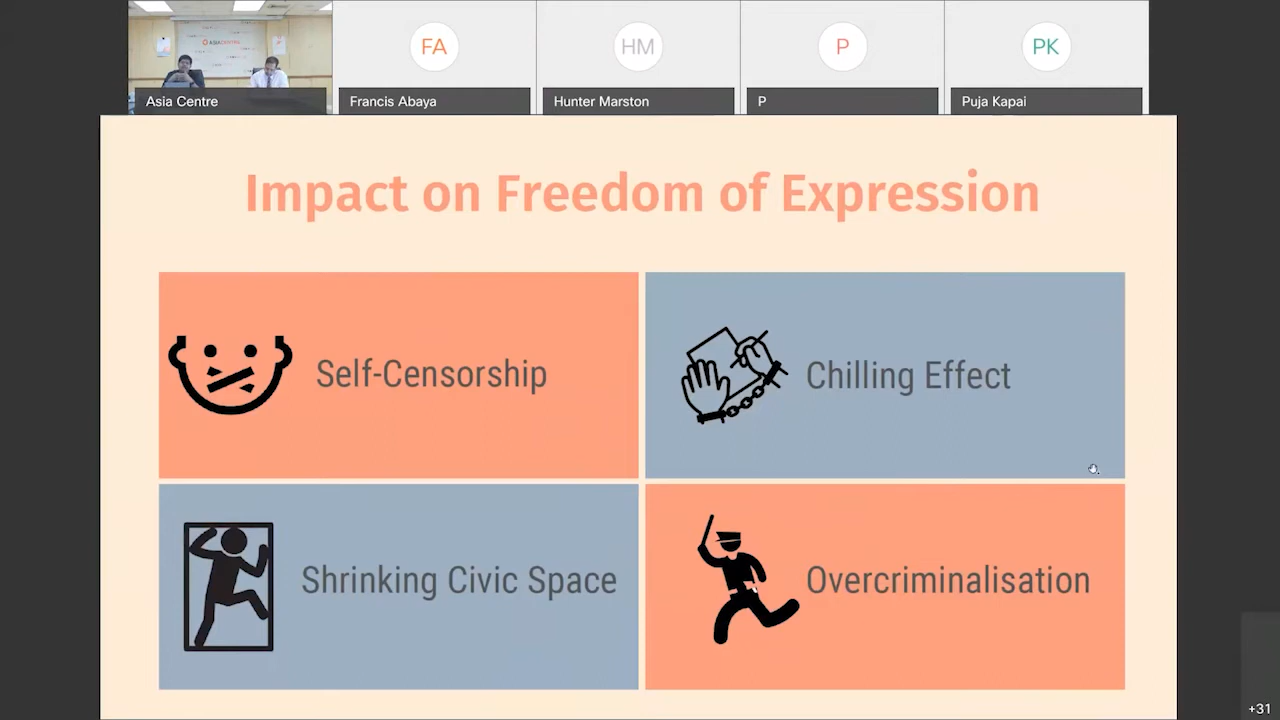 ASIACENTRE
FA
HM
P
PK
Asia Centre
Francis Abaya
Hunter Marston
P
Puja Kapai
Impact on Freedom of Expression
Self-Censorship
Chilling Effect
Shrinking Civic Space
Overcriminalisation
+31